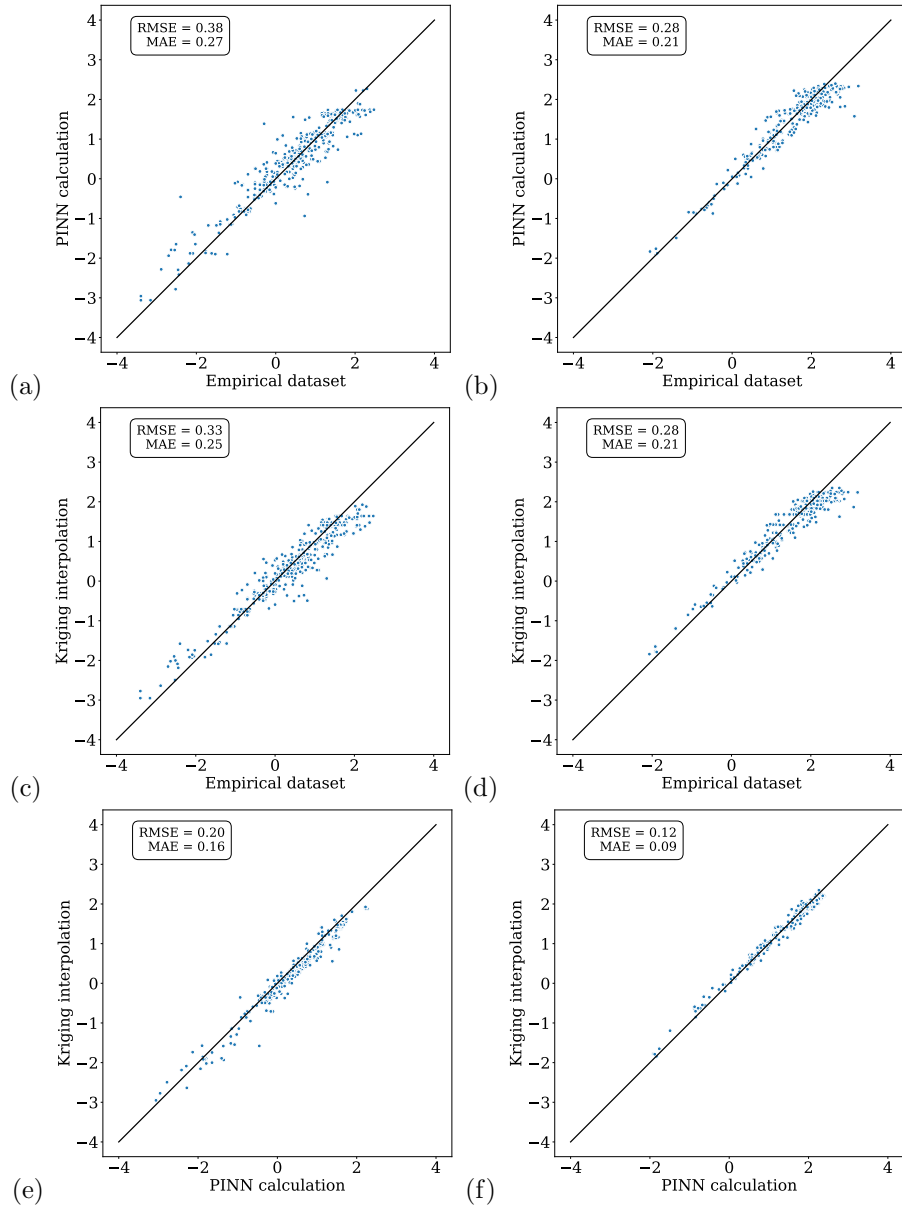 RMSE = 0.38
MAE = 0.27
4
3
2
1
0
−1
−2
−3
−4
PINN calculation
−4
−2
0
2
4
Empirical dataset
(a)
RMSE = 0.28
MAE = 0.21
4
3
2
1
0
−1
−2
−3
−4
PINN calculation
−4
−2
0
2
4
Empirical dataset
(b)
RMSE = 0.33
MAE = 0.25
4
3
2
1
0
−1
−2
−3
−4
Kriging interpolation
−4
−2
0
2
4
Empirical dataset
(c)
RMSE = 0.28
MAE = 0.21
4
3
2
1
0
−1
−2
−3
−4
Kriging interpolation
−4
−2
0
2
4
Empirical dataset
(d)
RMSE = 0.20
MAE = 0.16
4
3
2
1
0
−1
−2
−3
−4
Kriging interpolation
−4
−2
0
2
4
PINN calculation
(e)
RMSE = 0.12
MAE = 0.09
4
3
2
1
0
−1
−2
−3
−4
Kriging interpolation
−4
−2
0
2
4
PINN calculation
(f)